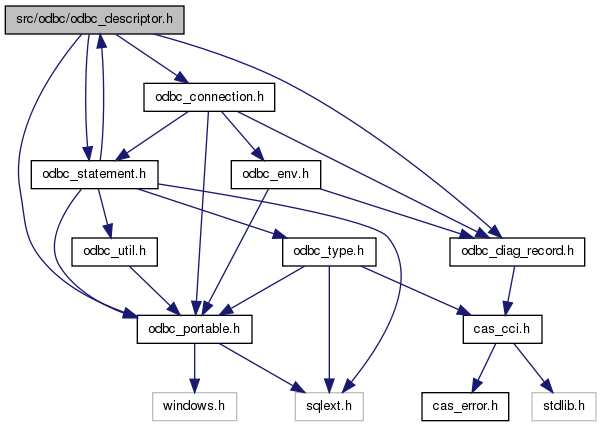 src/odbc/odbc_descriptor.h
odbc_connection.h
odbc_statement.h
odbc_env.h
odbc_util.h
odbc_type.h
odbc_diag_record.h
odbc_portable.h
cas_cci.h
windows.h
sqlext.h
cas_error.h
stdlib.h